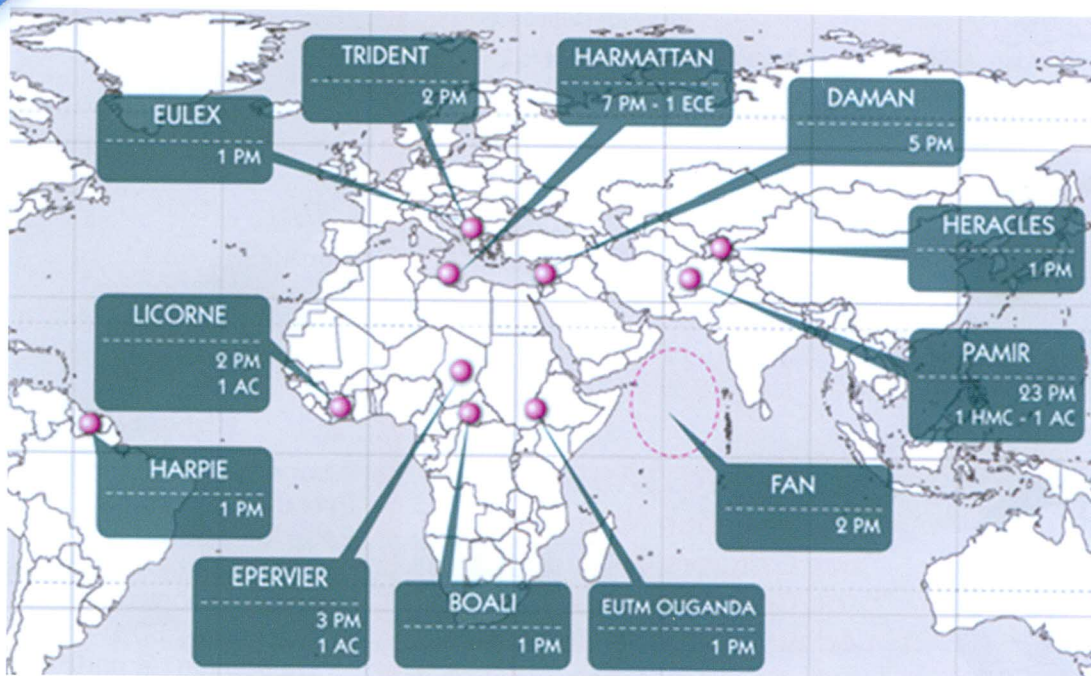 TRIDENT
2 PM
HARMATTAN
7 PM - 1 ECE
DAMAN
5 PM
EULEX
1 PM
HERACLES
1 PM
LICORNE
2 PM
1 AC
PAMIR
23 PM
1 HMC - 1 AC
HARPIE
1 PM
FAN
2 PM
EPERVIER
3 PM
1 AC
BOALI
1 PM
EUTM OUGANDA
1 PM